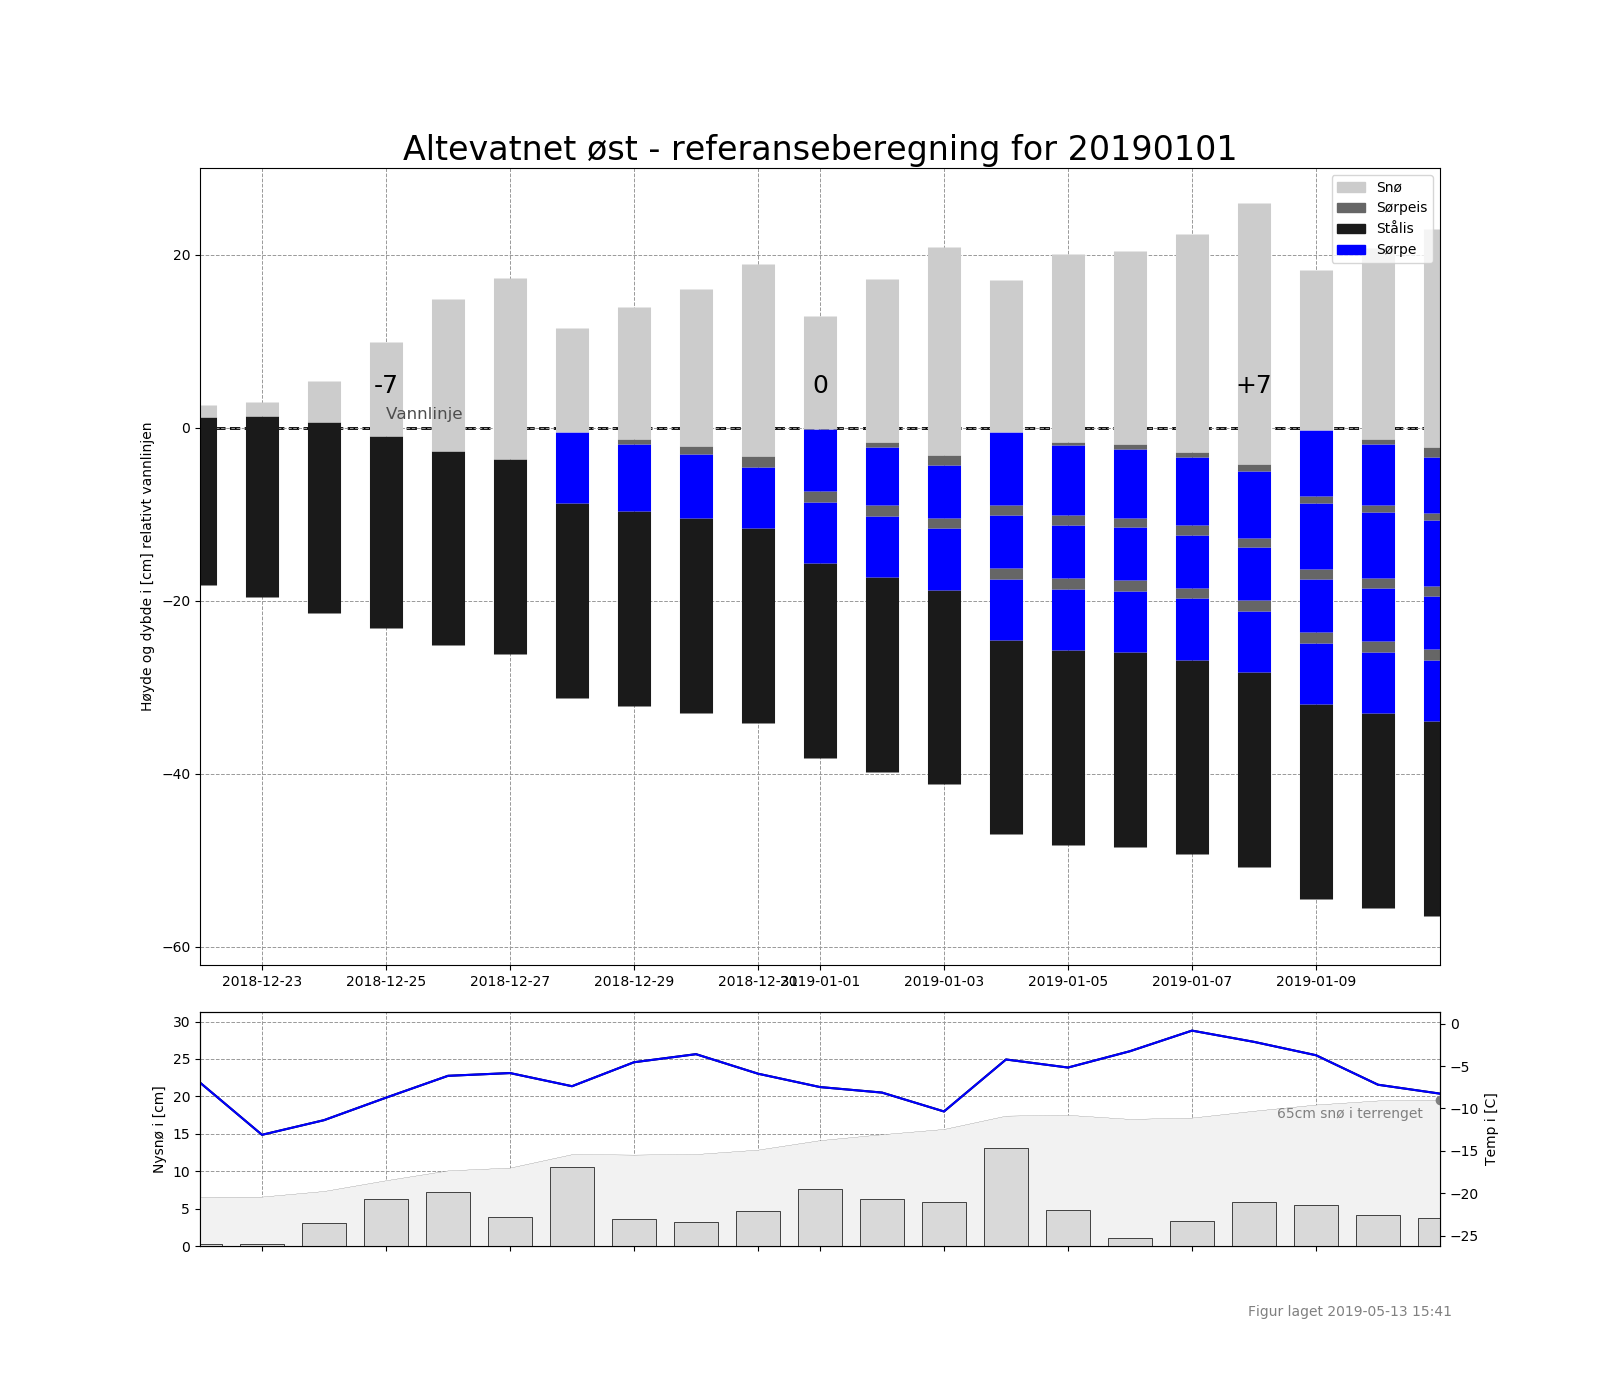 Altevatnet øst - referanseberegning for 20190101
Snø
Sørpeis
Stålis
Sørpe
20
0
−20
−40
−60
Høyde og dybde i [cm] relativt vannlinjen
-7
0
+7
Vannlinje
2018-12-23
2018-12-25
2018-12-27
2018-12-29
2018-12-31
2019-01-01
2019-01-03
2019-01-05
2019-01-07
2019-01-09
30
25
20
15
10
5
0
Nysnø i [cm]
65cm snø i terrenget
0
−5
−10
−15
−20
−25
Temp i [C]
Figur laget 2019-05-13 15:41